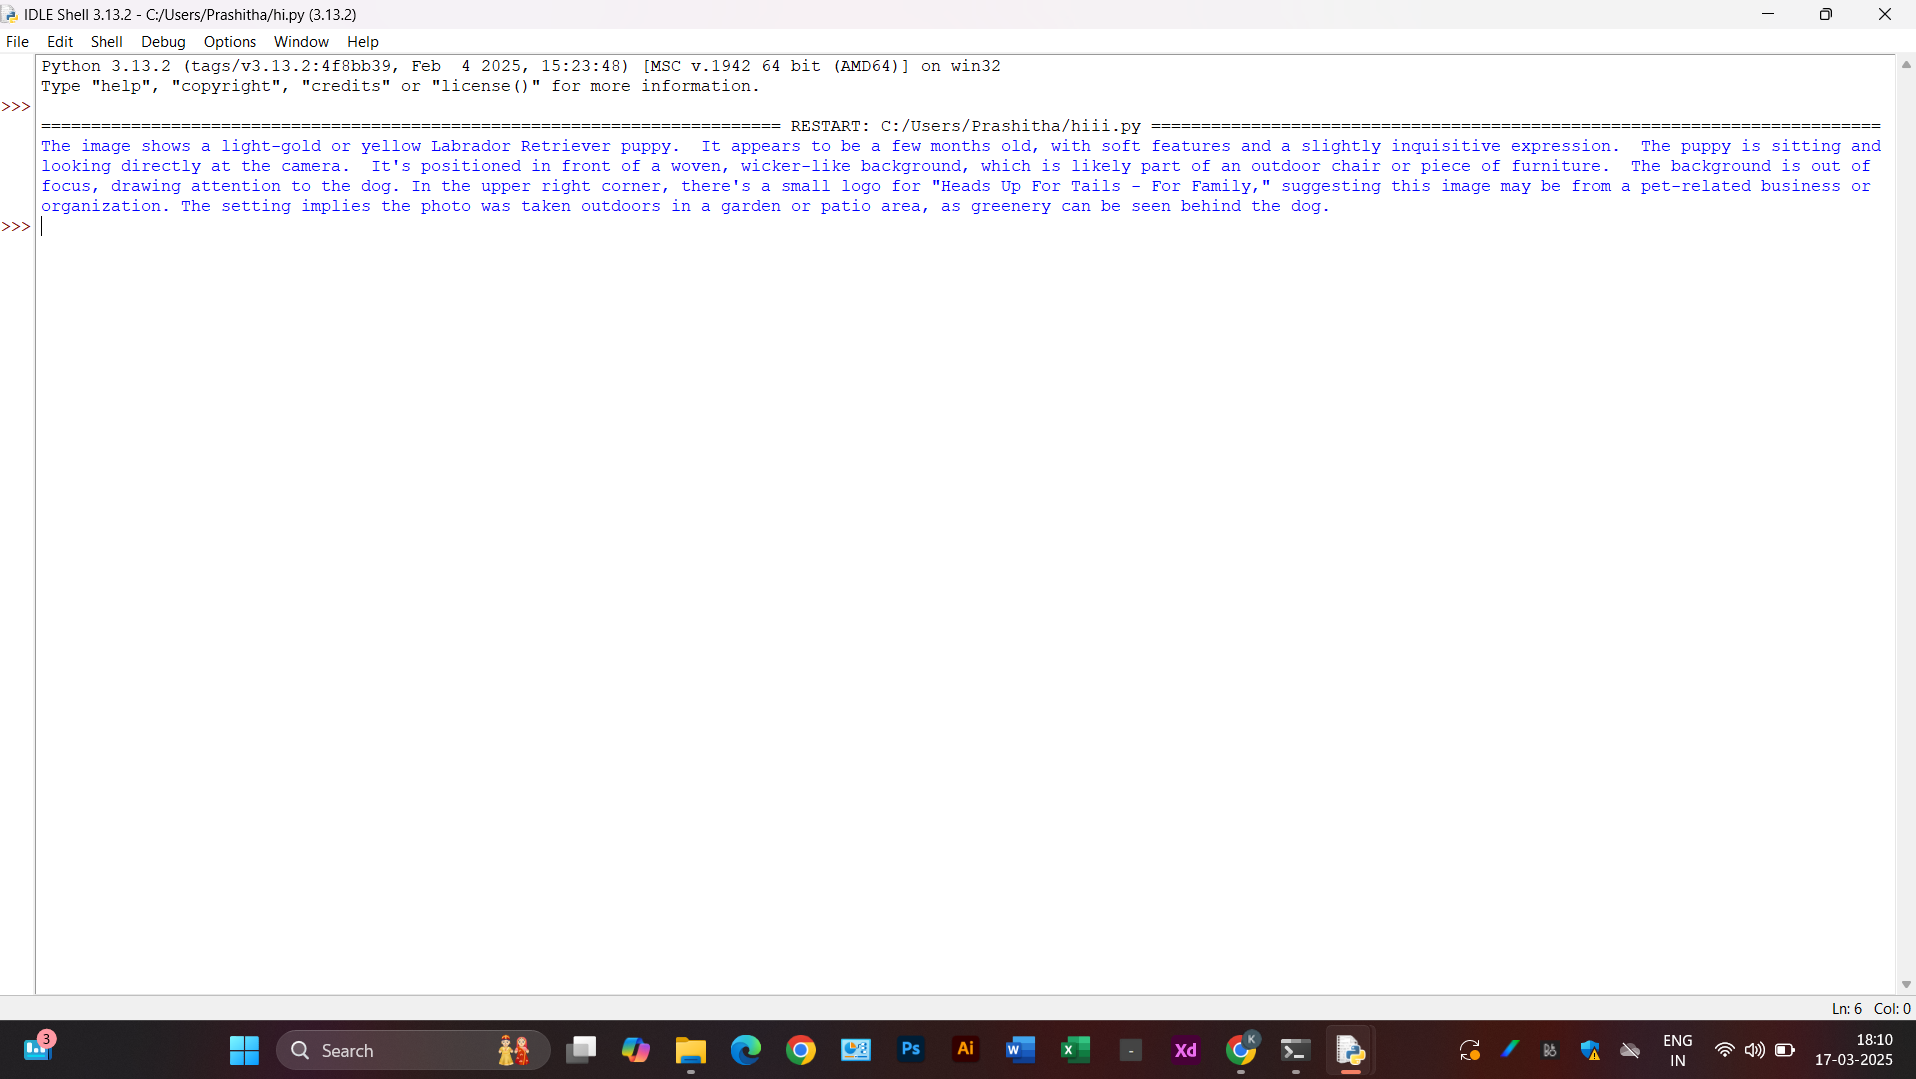 IDLE Shell 3.13.2 - C:/Users/Prashitha/hi.py (3.13.2)
File Edit Shell Debug Options Window Help
Python 3.13.2 (tags/v3.13.2:4f8bb39, Feb  4 2025, 15:23:48) [MSC v.1942 64 bit (AMD64)] on win32
Type "help", "copyright", "credits" or "license()" for more information.
>>>
========================================================================== RESTART: C:/Users/Prashitha/hiii.py =========================================================================
The image shows a light-gold or yellow Labrador Retriever puppy.  It appears to be a few months old, with soft features and a slightly inquisitive expression.  The puppy is sitting and
looking directly at the camera.  It's positioned in front of a woven, wicker-like background, which is likely part of an outdoor chair or piece of furniture.  The background is out of
focus, drawing attention to the dog. In the upper right corner, there's a small logo for "Heads Up For Tails - For Family," suggesting this image may be from a pet-related business or
organization. The setting implies the photo was taken outdoors in a garden or patio area, as greenery can be seen behind the dog.
>>>
Ln: 6 Col: 0
3 Search Ps Ai W X - Xd K ENG 18:10
IN 17-03-2025